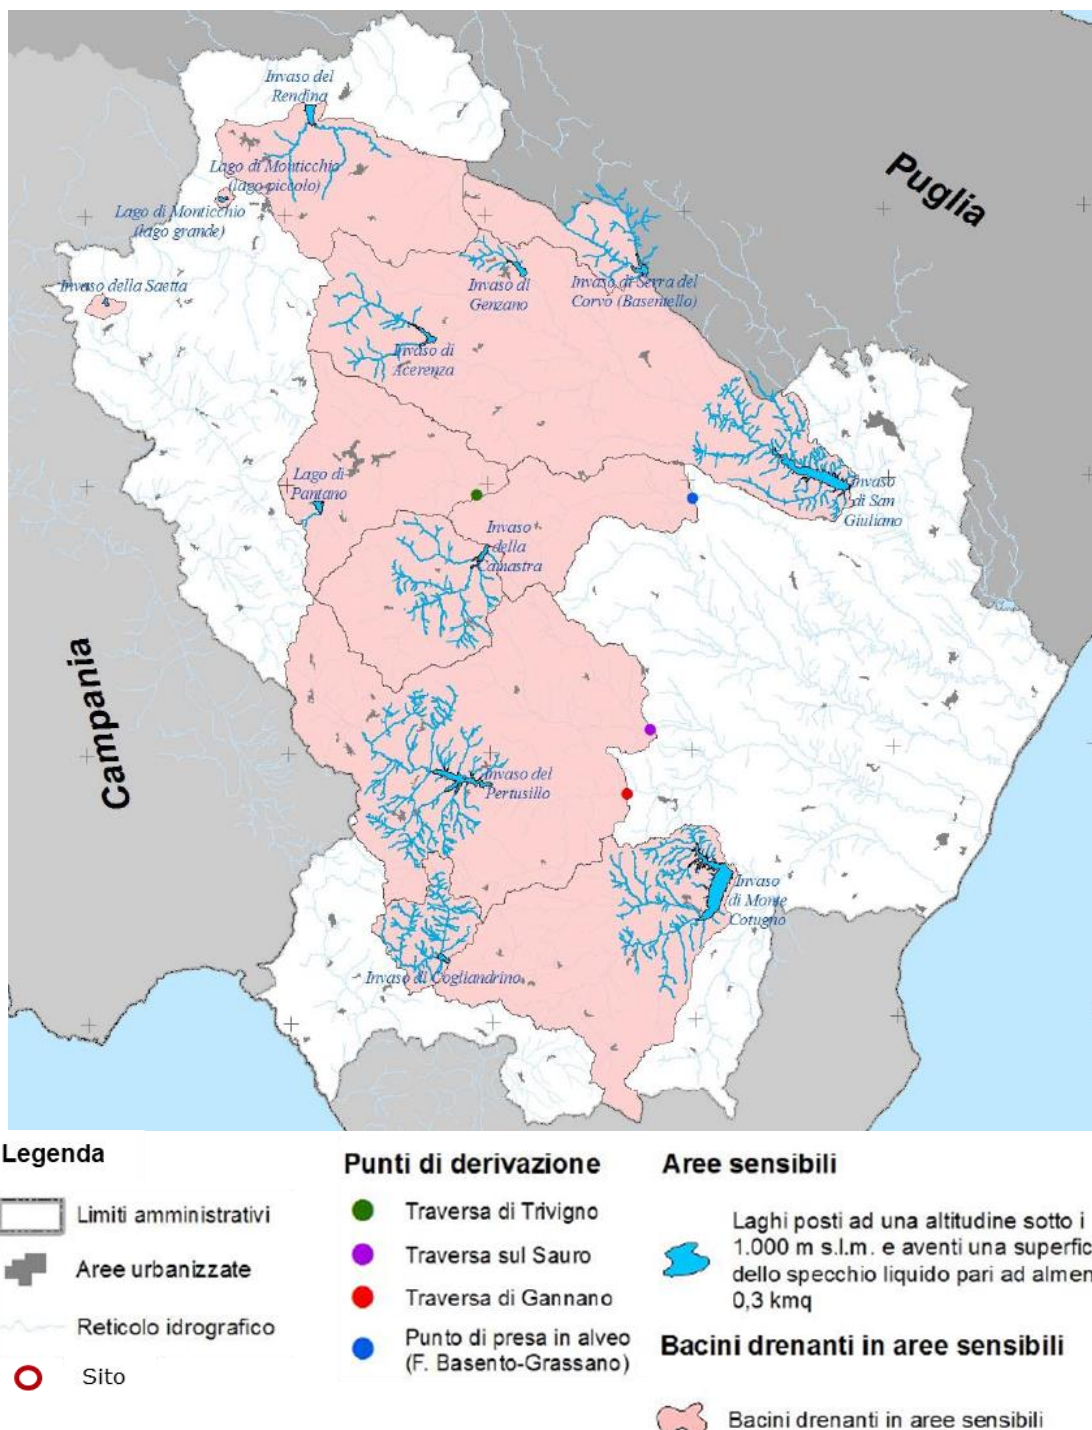 Invaso del
Rendina
Lago di Monticchio
(lago piccolo)
Lago di Monticchio
(lago grande)
Puglia
Invaso della Saetta
Invaso di
Genzano
Invaso di Serra del
Corvo (Basentello)
Invaso di
Acerenza
Lago di
Pantano
Invaso
di San
Giuliano
Invaso
della
Camastra
Campania
Invaso del
Pertusillo
Invaso
di Monte
Cotugno
Invaso di Cogliandrino
Legenda
Limiti amministrativi
Aree urbanizzate
Reticolo idrografico
Sito
Punti di derivazione
Traversa di Trivigno
Traversa sul Sauro
Traversa di Gannano
Punto di presa in alveo
(F. Basento-Grassano)
Aree sensibili
Laghi posti ad una altitudine sotto i
1.000 m s.l.m. e aventi una superfic
dello specchio liquido pari ad almen
0,3 kmq
Bacini drenanti in aree sensibili
Bacini drenanti in aree sensibili